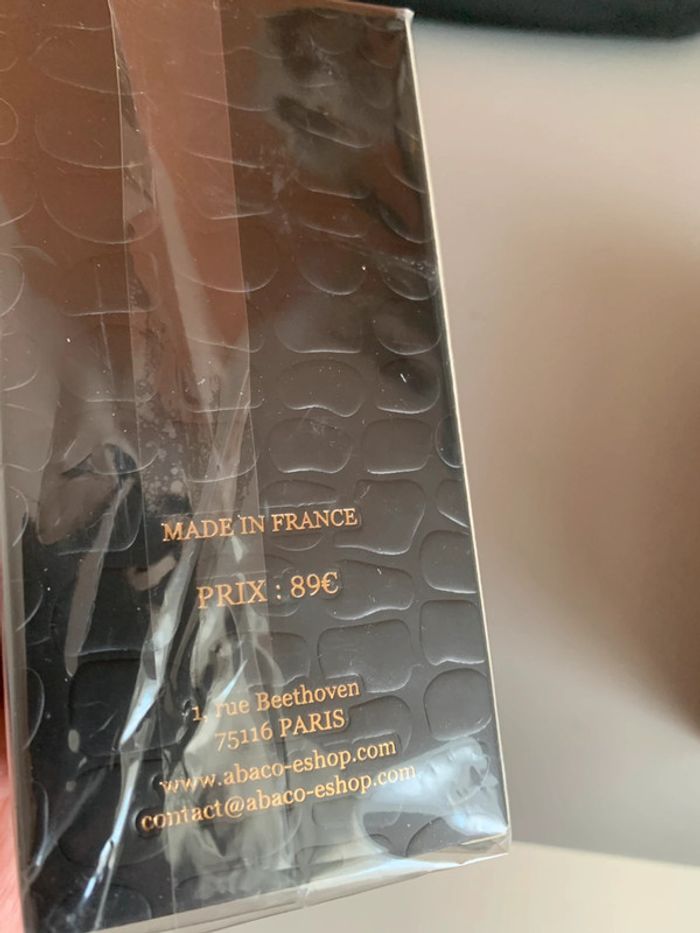 MADE IN FRANCE
PRIX : 89€
1, rue Beethoven
75116 PARIS
www.abaco-eshop.com
contact@abaco-eshop.com